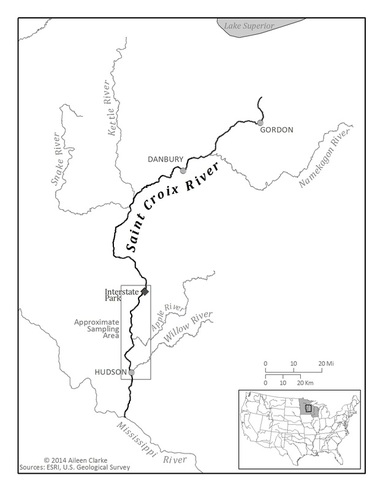 Lake Superior
Kettle River
GORDON
Snake River
DANBURY
Namekagon River
Saint Croix River
Interstate
Park
Apple River
Approximate
Sampling
Area
Willow River
0 10 20 Mi
HUDSON
0 10 20 Km
Mississippi River
© 2014 Aileen Clarke
Sources: ESRI, U.S. Geological Survey